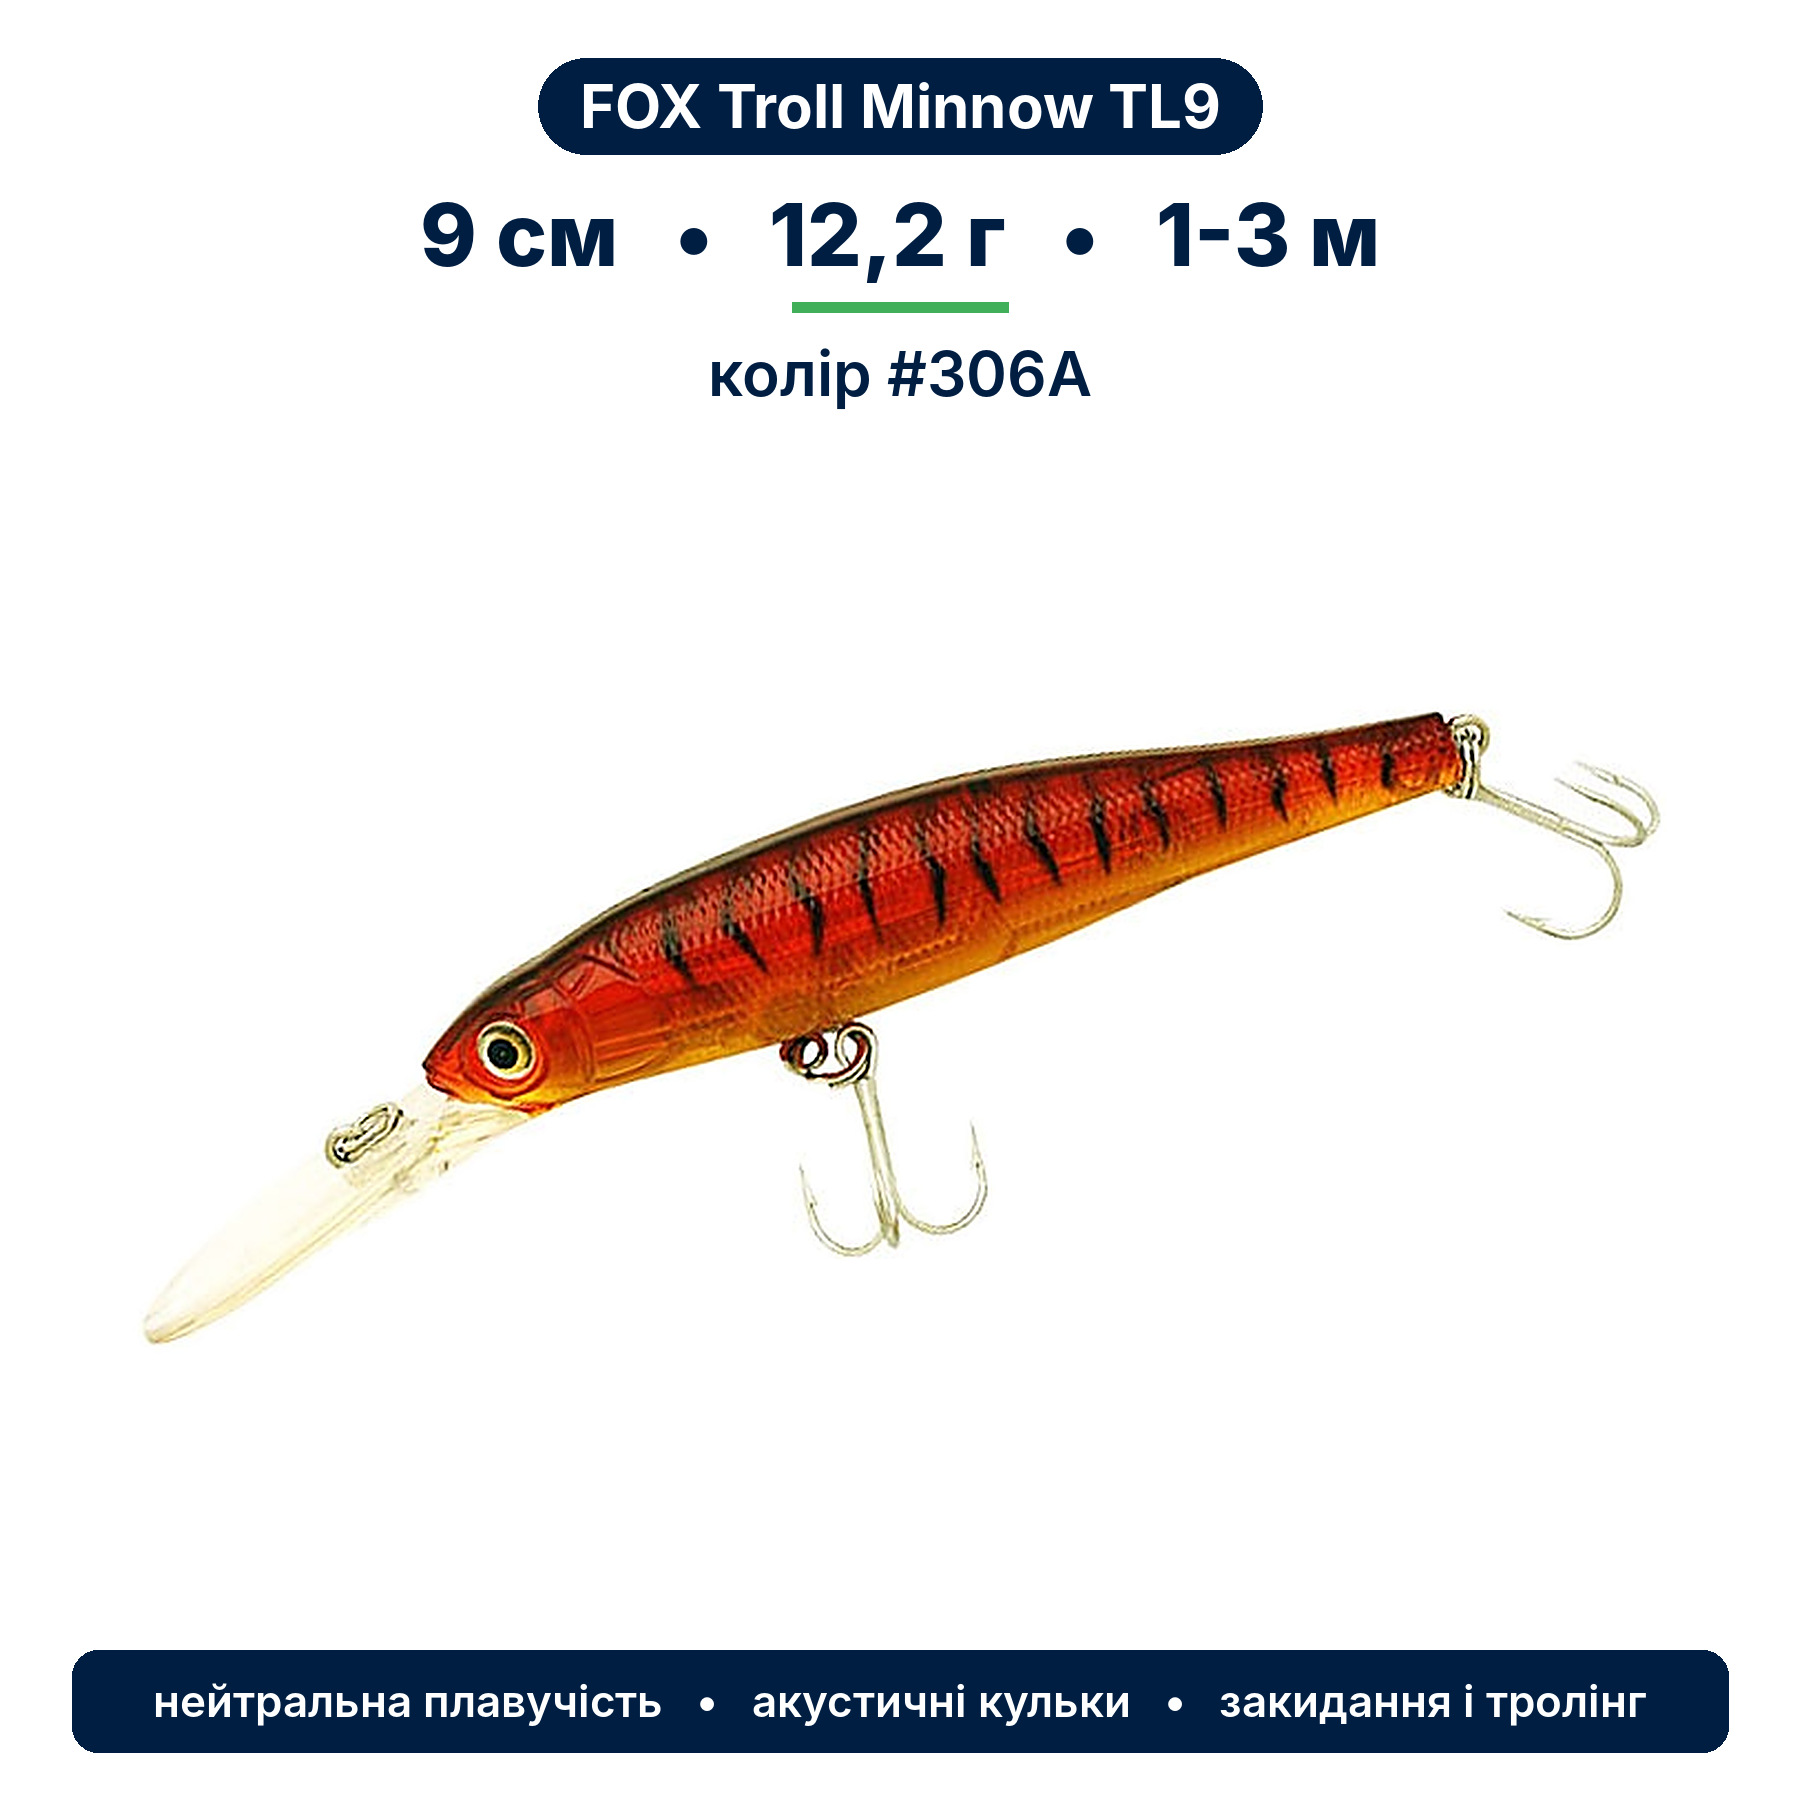 FOX Troll Minnow TL9
9 см • 12,2 г • 1-3 м
колір #306A
нейтральна плавучість • акустичні кульки • закидання і тролінг